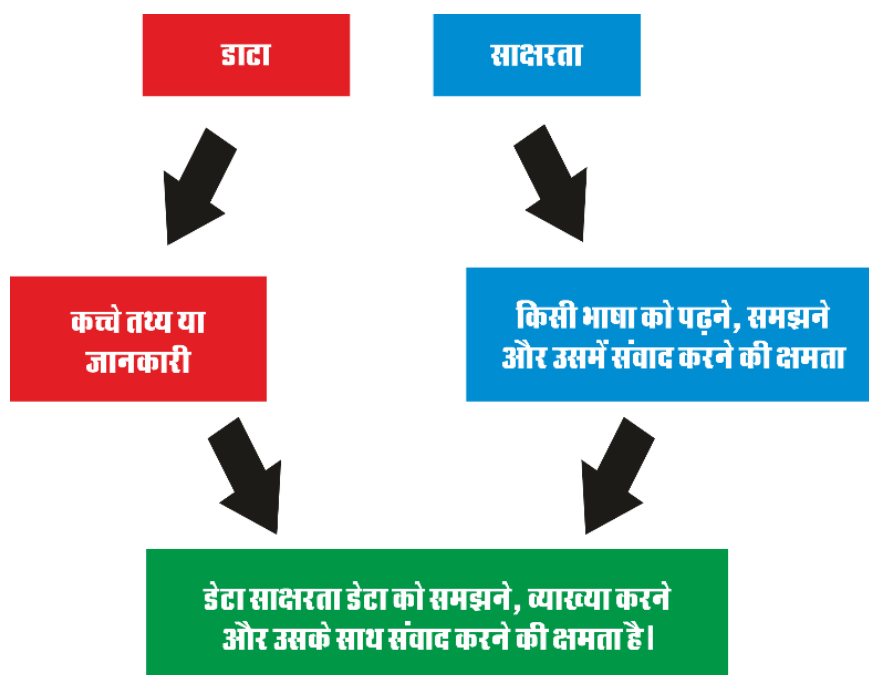 डाटा
साक्षरता
कच्चे तथ्य या
जानकारी
किसी भाषा को पढ़ने, समझने
और उसमें संवाद करने की क्षमता
डेटा साक्षरता डेटा को समझने, व्याख्या करने
और उसके साथ संवाद करने की क्षमता है।